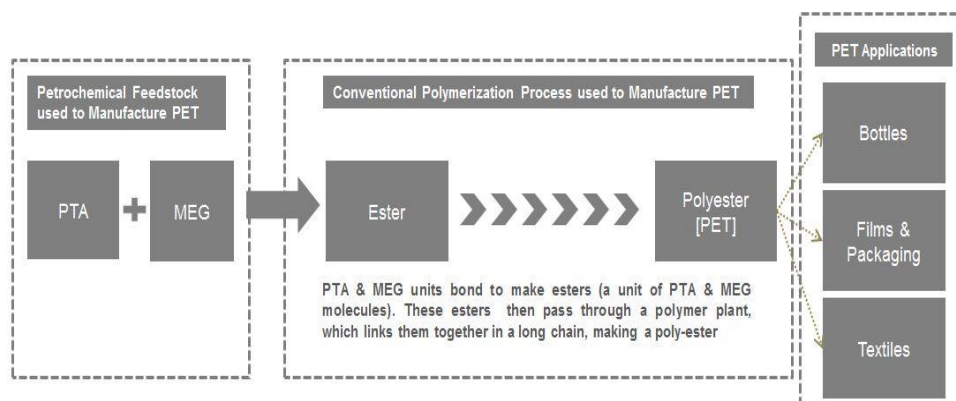 Petrochemical Feedstock
used to Manufacture PET
PTA
MEG
Conventional Polymerization Process used to Manufacture PET
Ester
Polyester
[PET]
PTA & MEG units bond to make esters (a unit of PTA & MEG
molecules). These esters then pass through a polymer plant,
which links them together in a long chain, making a poly-ester
PET Applications
Bottles
Films &
Packaging
Textiles